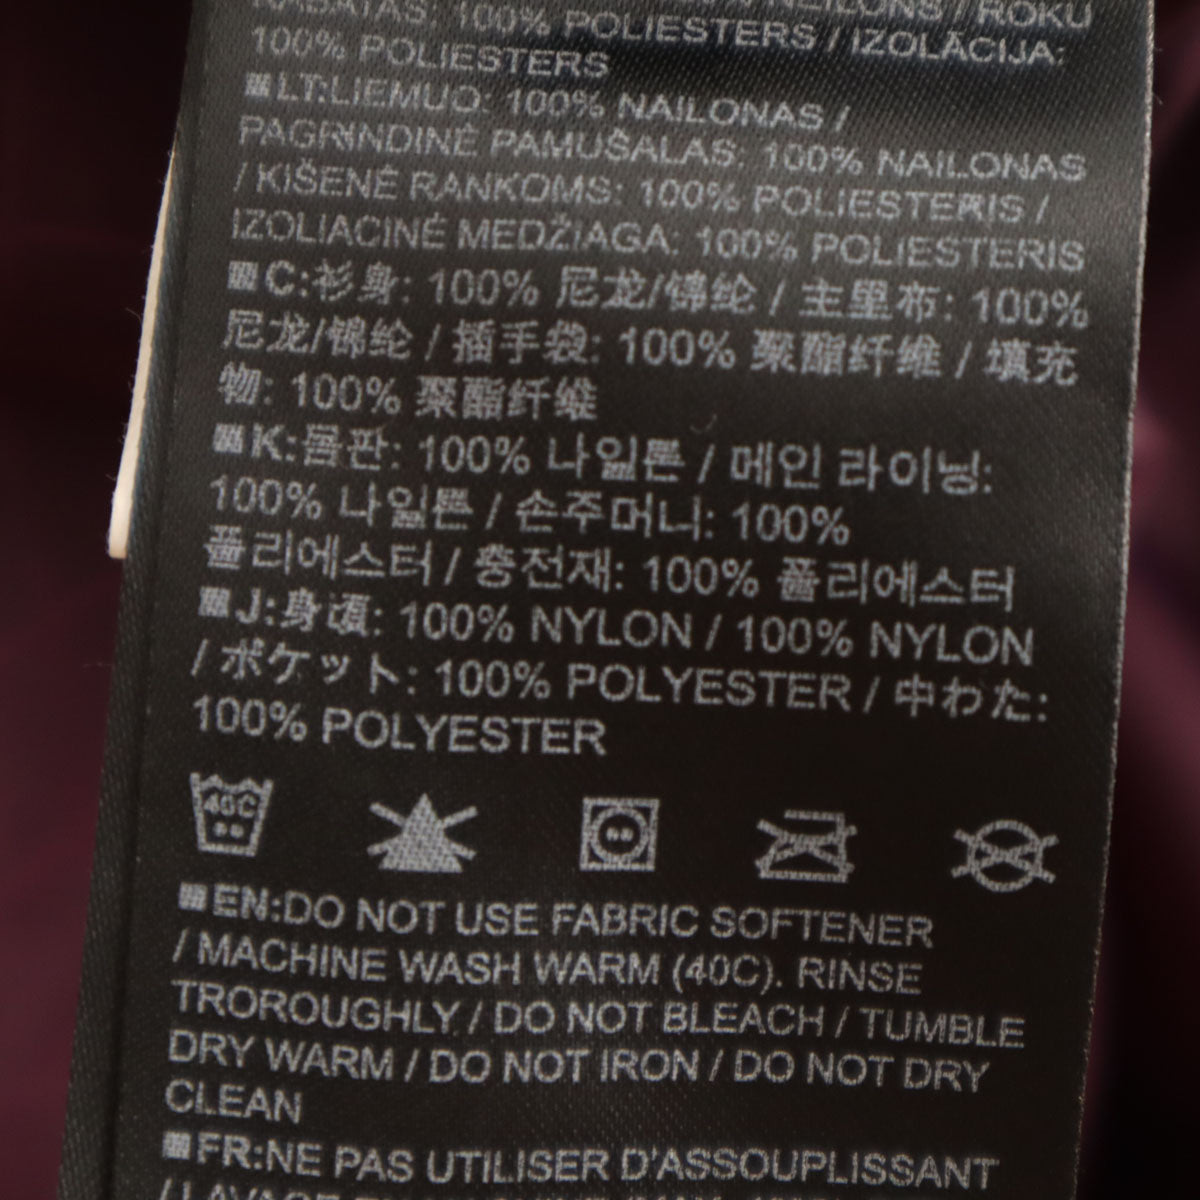 KABATAS: 100% POLIESTERS / ROKU
100% POLIESTERS / IZOLĀCIJA:
LT:LIEMUO: 100% NAILONAS /
PAGRINDINĖ PAMUŠALAS: 100% NAILONAS
/ KIŠENĖ RANKOMS: 100% POLIESTERIS /
IZOLIACINĖ MEDŽIAGA: 100% POLIESTERIS
C:衫身: 100% 尼龙/锦纶 / 主里布: 100%
尼龙/锦纶 / 插手袋: 100% 聚酯纤维 / 填充
物: 100% 聚酯纤维
K:몸판: 100% 나일론 / 메인 라이닝:
100% 나일론 / 손주머니: 100%
폴리에스터 / 충전재: 100% 폴리에스터
J:身頃: 100% NYLON / 100% NYLON
/ ポケット: 100% POLYESTER / 中わた:
100% POLYESTER
40C
EN:DO NOT USE FABRIC SOFTENER
/ MACHINE WASH WARM (40C). RINSE
TROROUGHLY / DO NOT BLEACH / TUMBLE
DRY WARM / DO NOT IRON / DO NOT DRY
CLEAN
FR:NE PAS UTILISER D'ASSOUPLISSANT